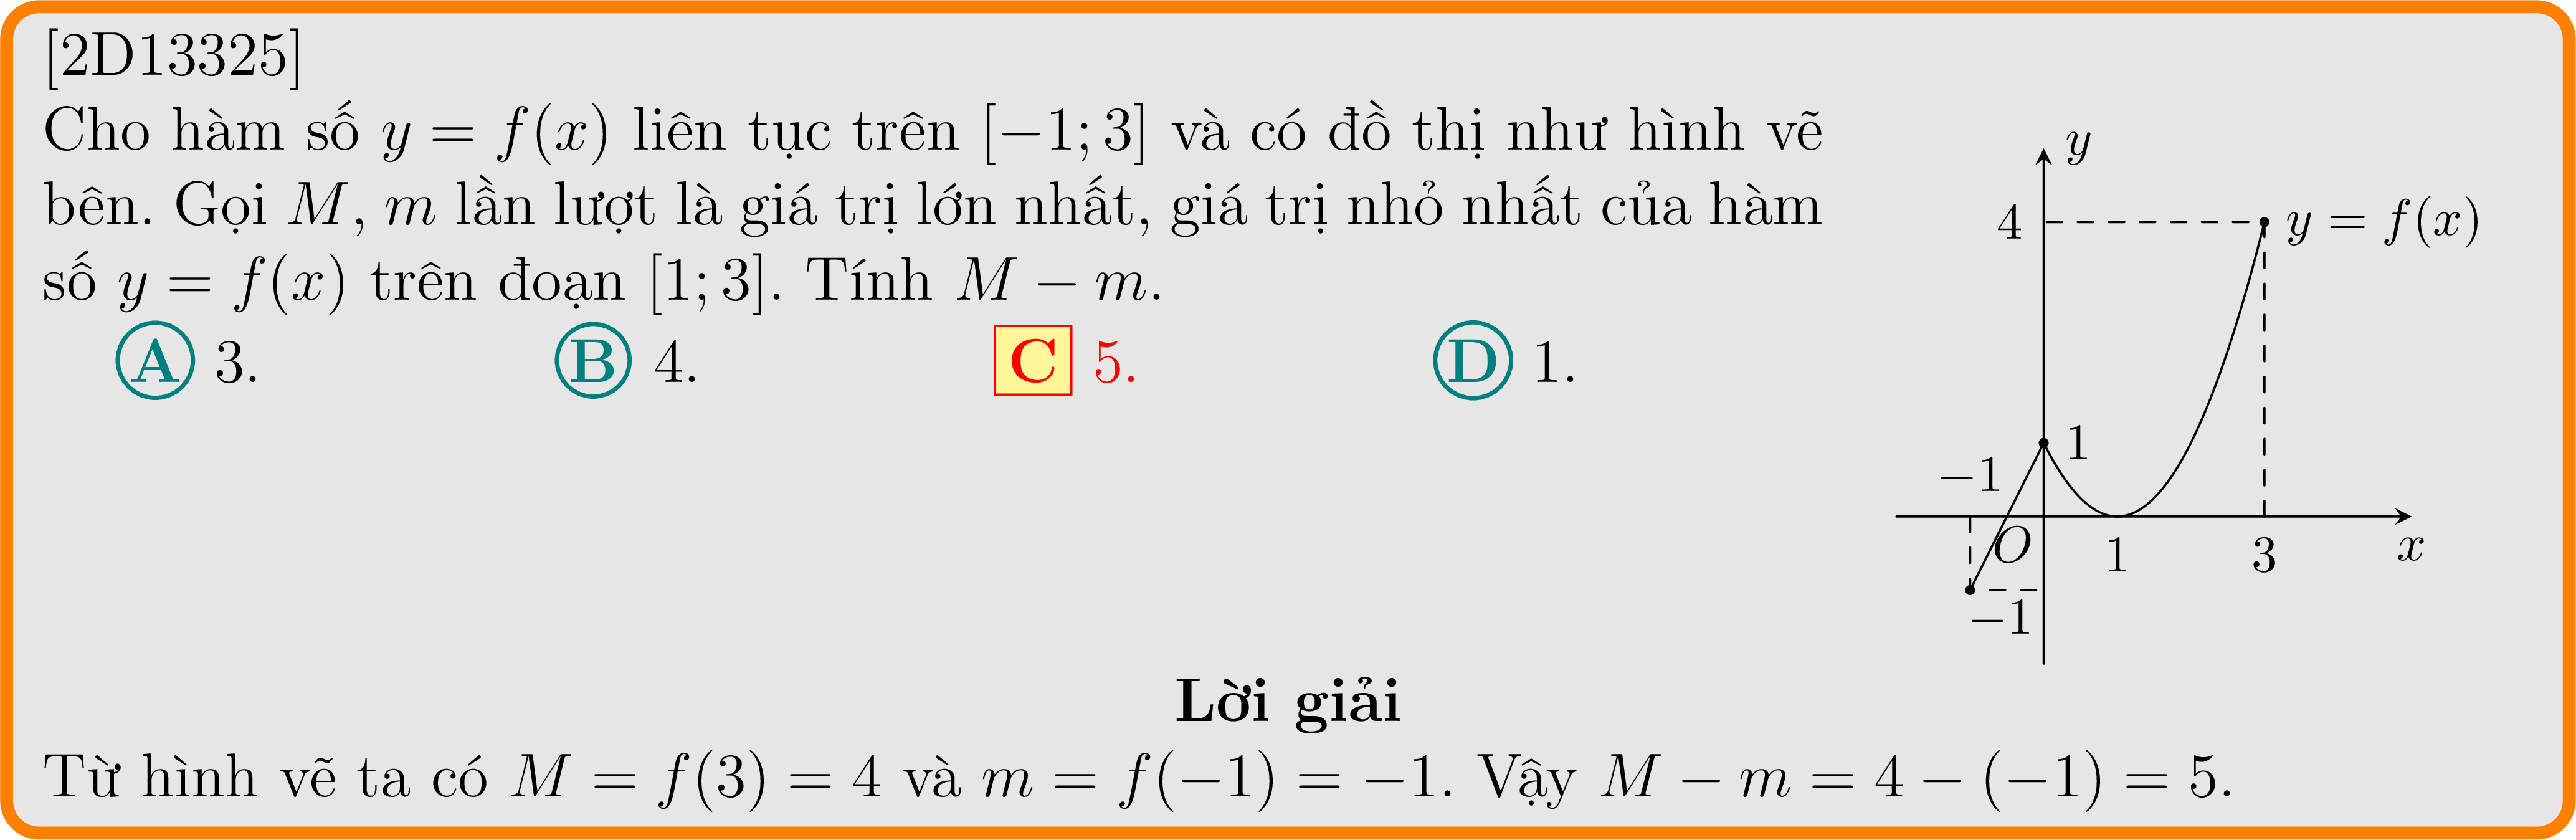 [2D13325]
Cho hàm số y = f(x) liên tục trên [−1; 3] và có đồ thị như hình vẽ
bên. Gọi M, m lần lượt là giá trị lớn nhất, giá trị nhỏ nhất của hàm
số y = f(x) trên đoạn [1; 3]. Tính M − m.
A 3. B 4. C 5. D 1.
y
4
y = f(x)
1
−1
O
1
3
x
−1
Lời giải
Từ hình vẽ ta có M = f(3) = 4 và m = f(−1) = −1. Vậy M − m = 4 − (−1) = 5.